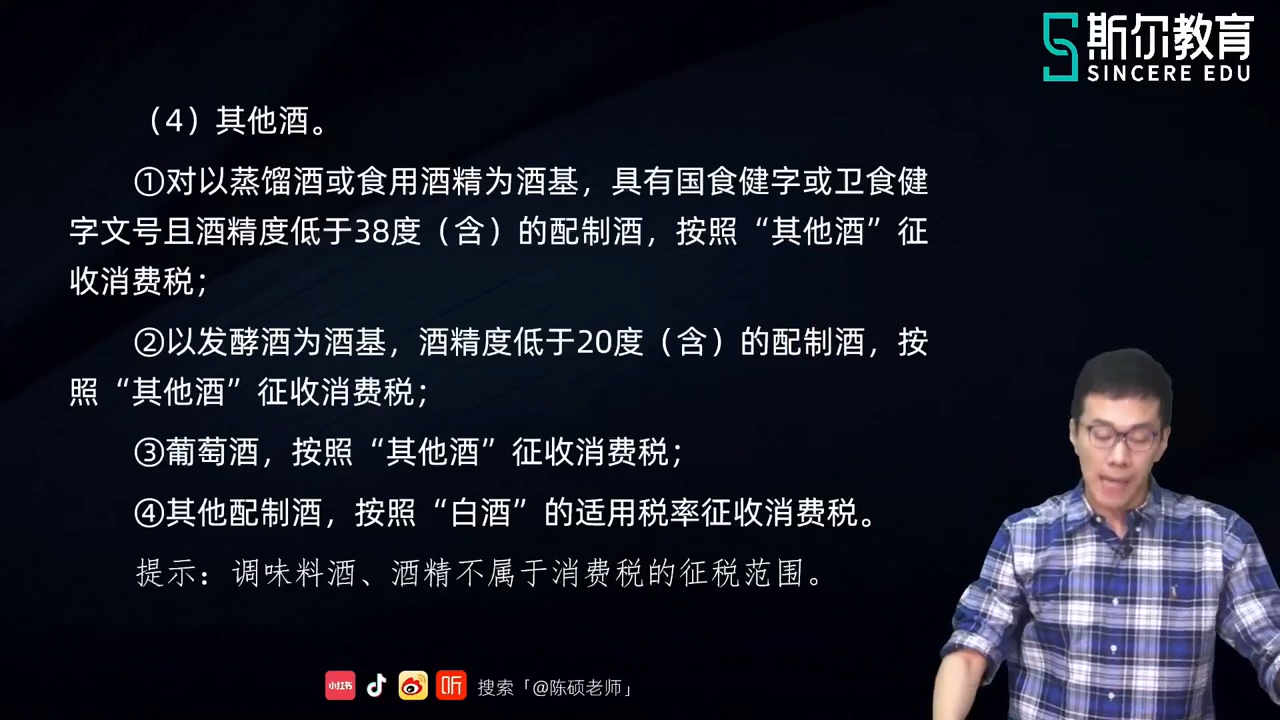 斯尔教育
SINCERE EDU
（4）其他酒。
①对以蒸馏酒或食用酒精为酒基，具有国食健字或卫食健
字文号且酒精度低于38度（含）的配制酒，按照“其他酒”征
收消费税；
②以发酵酒为酒基，酒精度低于20度（含）的配制酒，按
照“其他酒”征收消费税；
③葡萄酒，按照“其他酒”征收消费税；
④其他配制酒，按照“白酒”的适用税率征收消费税。
提示：调味料酒、酒精不属于消费税的征税范围。
小红书 听 搜索「@陈硕老师」